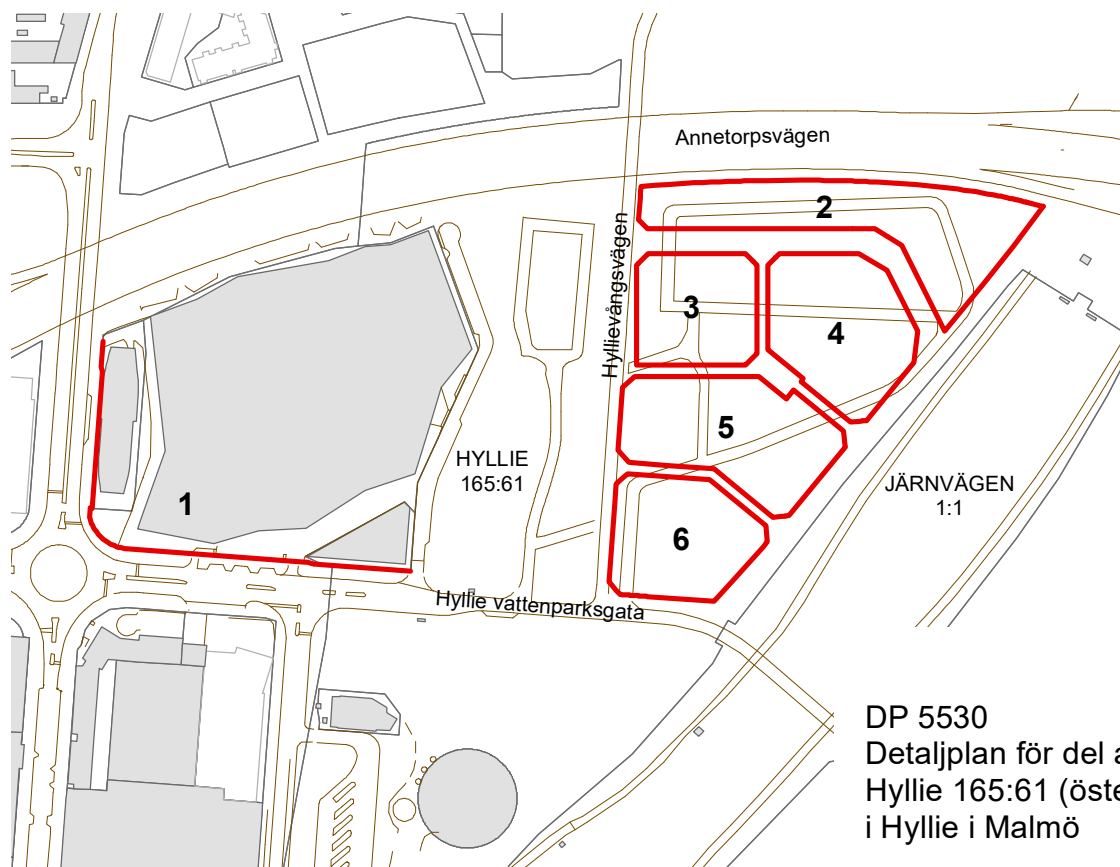 Annetorpsvägen
2
Hyllievångsvägen
3
4
5
HYLLIE
165:61
JÄRNVÄGEN
1:1
1
6
Hyllie vattenparksgata
DP 5530
Detaljplan för del a
Hyllie 165:61 (öste
i Hyllie i Malmö